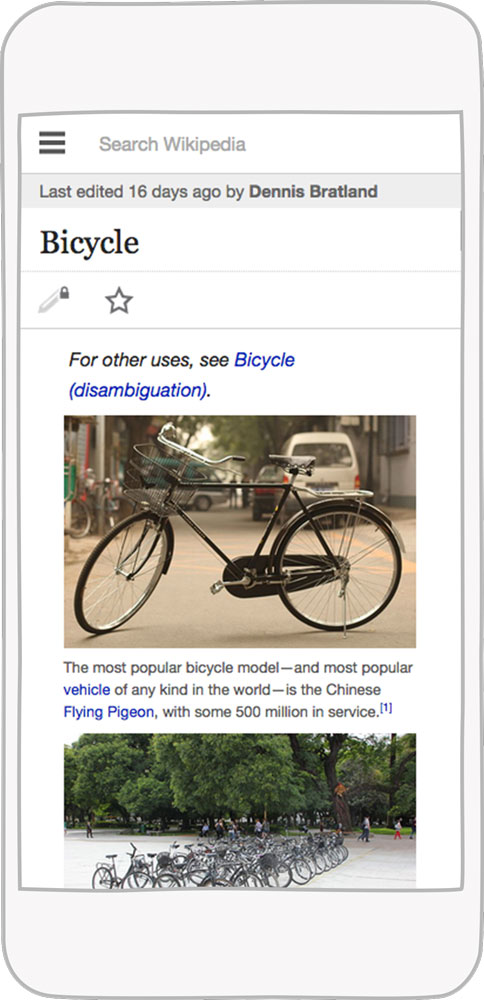 Search Wikipedia
Last edited 16 days ago by Dennis Bratland
Bicycle
For other uses, see Bicycle
(disambiguation).
The most popular bicycle model—and most popular
vehicle of any kind in the world—is the Chinese
Flying Pigeon, with some 500 million in service.[1]